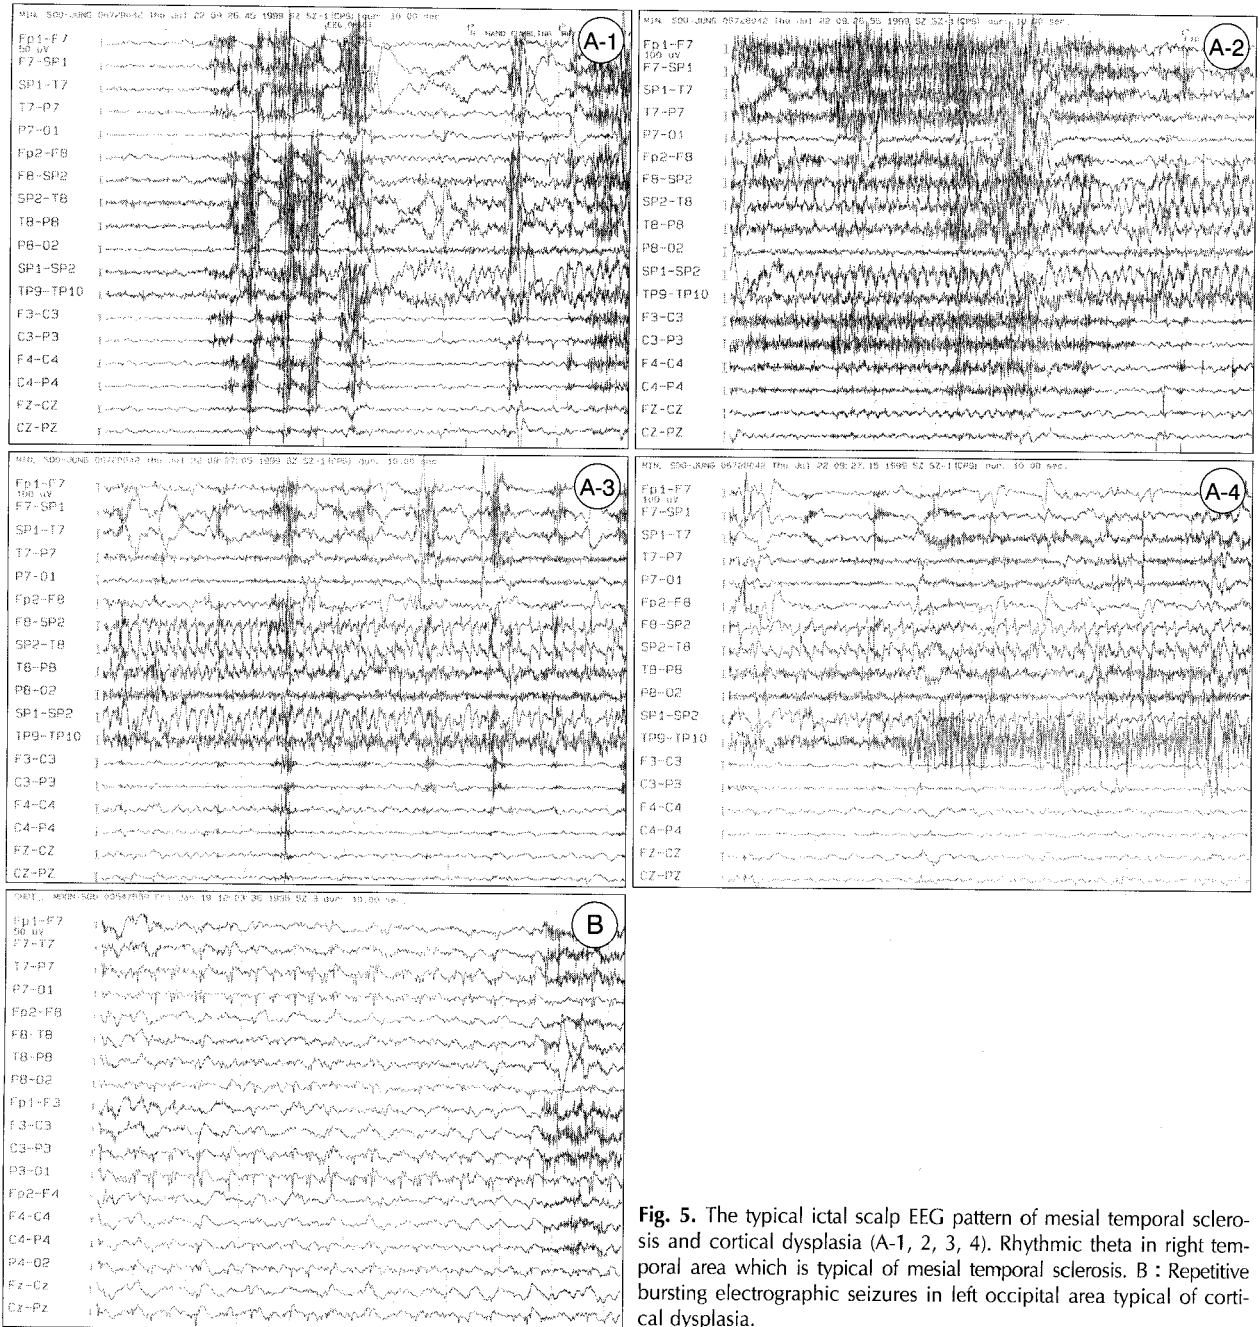 A-1
Fp1-F7
50 uV
F7-SP1
SP1-T7
T7-P7
P7-O1
Fp2-F8
F8-SP2
SP2-T8
T8-P8
P8-O2
SP1-SP2
TP9-TP10
F3-C3
C3-P3
F4-C4
C4-P4
FZ-CZ
CZ-PZ
A-2
Fp1-F7
100 uV
F7-SP1
SP1-T7
T7-P7
P7-O1
Fp2-F8
F8-SP2
SP2-T8
T8-P8
P8-O2
SP1-SP2
TP9-TP10
F3-C3
C3-P3
F4-C4
C4-P4
FZ-CZ
CZ-PZ
A-3
Fp1-F7
100 uV
F7-SP1
SP1-T7
T7-P7
P7-O1
Fp2-F8
F8-SP2
SP2-T8
T8-P8
P8-O2
SP1-SP2
TP9-TP10
F3-C3
C3-P3
F4-C4
C4-P4
FZ-CZ
CZ-PZ
A-4
Fp1-F7
100 uV
F7-SP1
SP1-T7
T7-P7
P7-O1
Fp2-F8
F8-SP2
SP2-T8
T8-P8
P8-O2
SP1-SP2
TP9-TP10
F3-C3
C3-P3
F4-C4
C4-P4
FZ-CZ
CZ-PZ
B
Fp1-F7
50 uV
F7-T7
T7-P7
P7-O1
Fp2-F8
F8-T8
T8-P8
P8-O2
Fp1-F3
F3-C3
C3-P3
P3-O1
Fp2-F4
F4-C4
C4-P4
P4-O2
Fz-Cz
Cz-Pz
Fig. 5. The typical ictal scalp EEG pattern of mesial temporal sclero-
sis and cortical dysplasia (A-1, 2, 3, 4). Rhythmic theta in right tem-
poral area which is typical of mesial temporal sclerosis. B : Repetitive
bursting electrographic seizures in left occipital area typical of corti-
cal dysplasia.